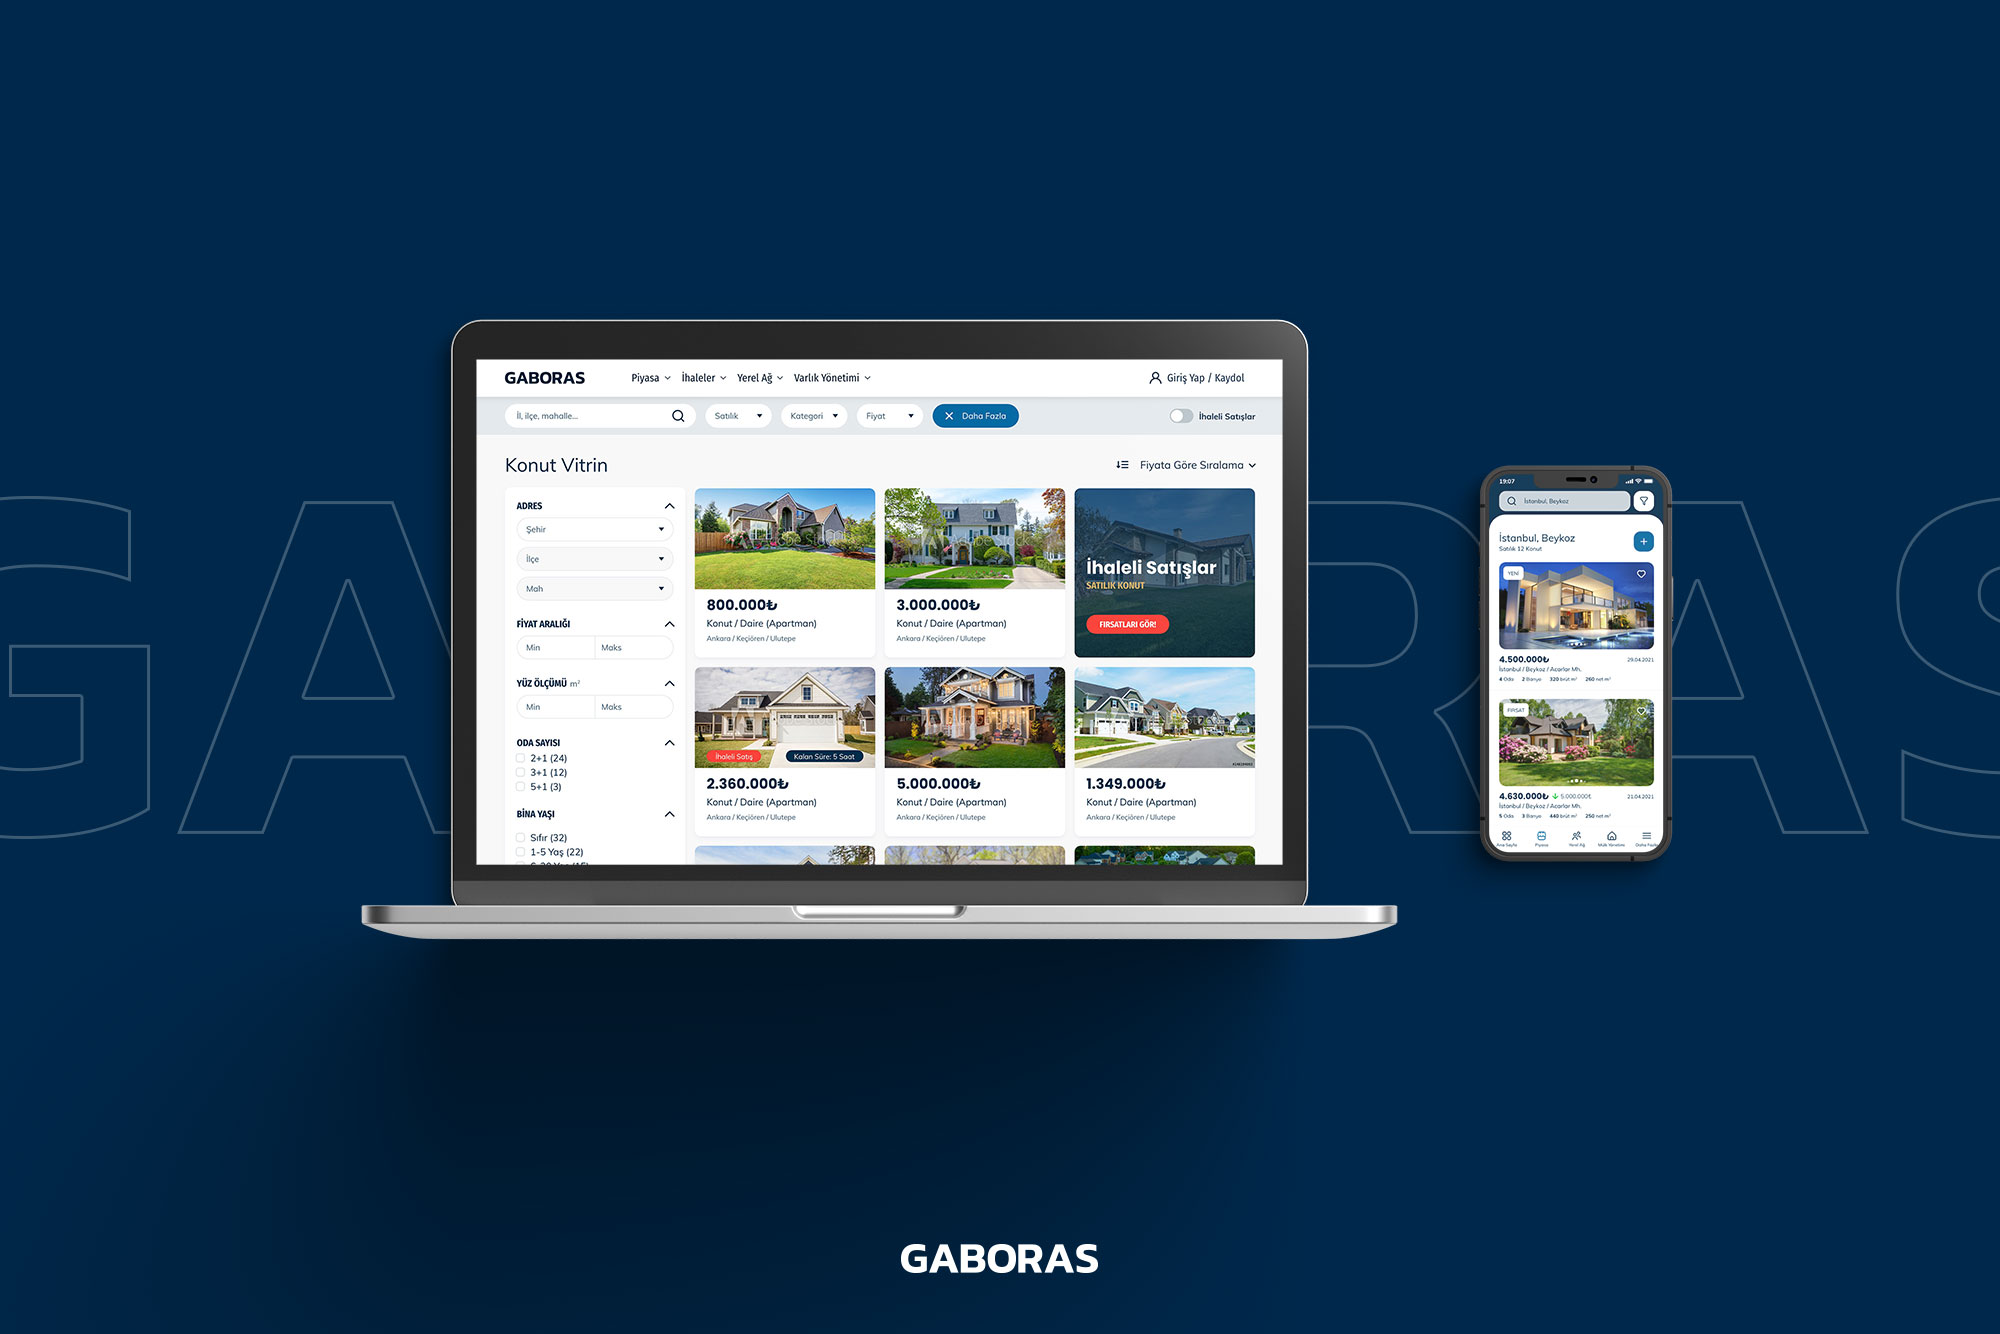 GABORAS
GABORAS Piyasa İhaleler Yerel Ağ Varlık Yönetimi Giriş Yap / Kaydol
İl, ilçe, mahalle... Satılık Kategori Fiyat Daha Fazla İhaleli Satışlar
Konut Vitrin Fiyata Göre Sıralama
ADRES
Şehir
İlçe
Mah
FİYAT ARALIĞI
Min Maks
YÜZ ÖLÇÜMÜ m²
Min Maks
ODA SAYISI
2+1 (24)
3+1 (12)
5+1 (3)
BİNA YAŞI
Sıfır (32)
1-5 Yaş (22)
800.000₺
Konut / Daire (Apartman)
Ankara / Keçiören / Ulutepe
3.000.000₺
Konut / Daire (Apartman)
Ankara / Keçiören / Ulutepe
İhaleli Satışlar
SATILIK KONUT
FIRSATLARI GÖR!
İhaleli Satış Kalan Süre: 5 Saat
2.360.000₺
Konut / Daire (Apartman)
Ankara / Keçiören / Ulutepe
5.000.000₺
Konut / Daire (Apartman)
Ankara / Keçiören / Ulutepe
1.349.000₺
Konut / Daire (Apartman)
Ankara / Keçiören / Ulutepe
19:07
İstanbul, Beykoz
İstanbul, Beykoz
Satılık 12 Konut
YENİ
4.500.000₺ 29.04.2021
İstanbul / Beykoz / Acarlar Mh.
4 Oda 2 Banyo 320 brüt m² 260 net m²
FIRSAT
4.630.000₺ 5.000.000₺ 21.04.2021
İstanbul / Beykoz / Acarlar Mh.
5 Oda 3 Banyo 440 brüt m² 250 net m²
Ana Sayfa Piyasa Yerel Ağ Mülk Yönetimi Daha Fazla
GABORAS